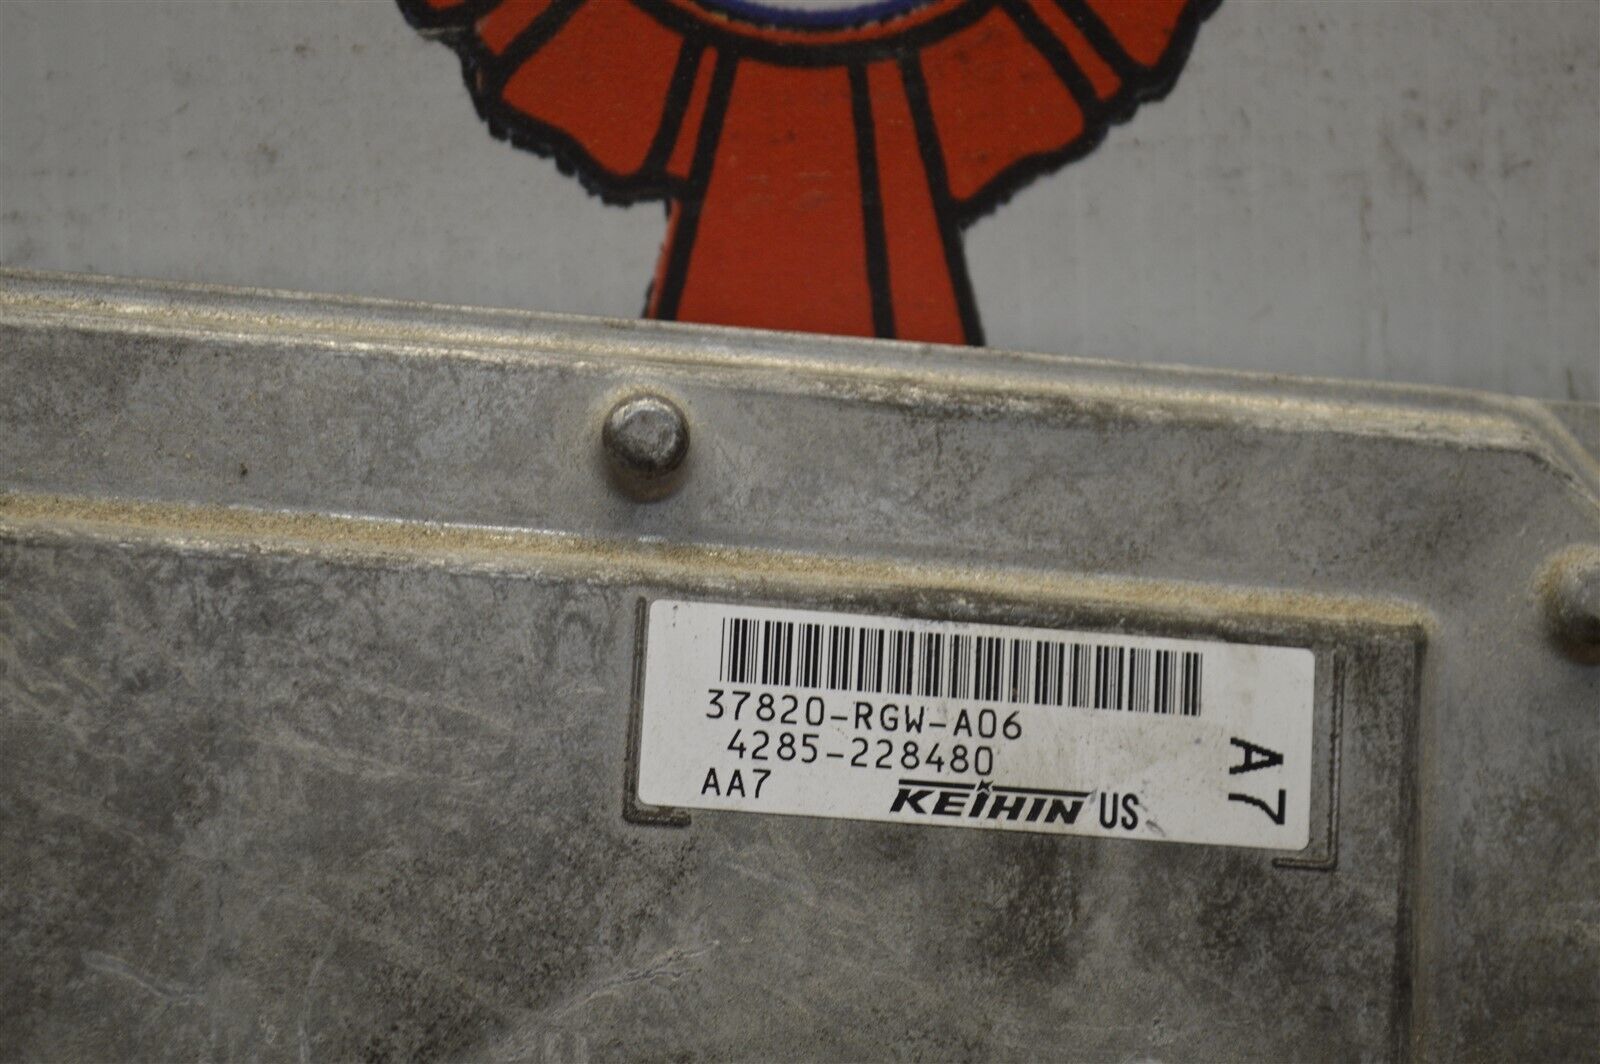 37820-RGW-A06
4285-228480
AA7
KEIHIN US
A7